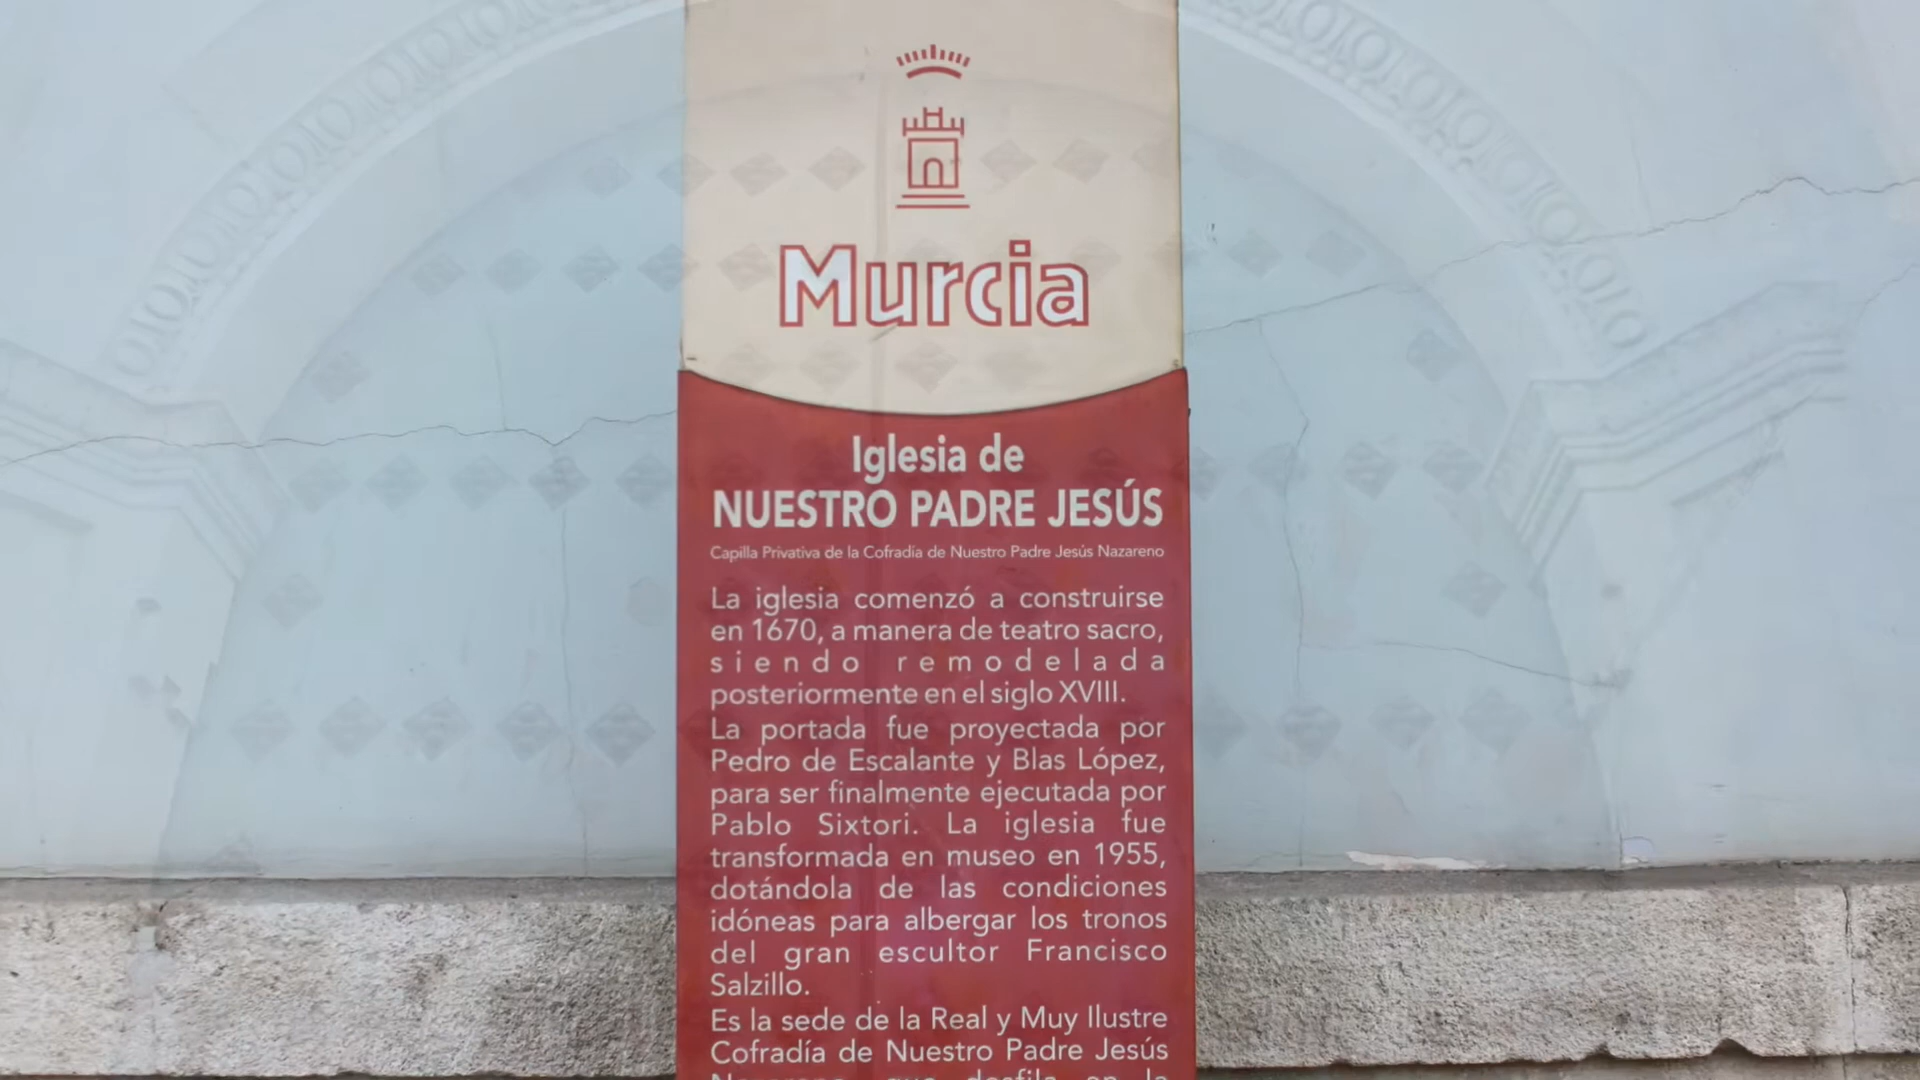 Murcia
Iglesia de
NUESTRO PADRE JESÚS
Capilla Privativa de la Cofradía de Nuestro Padre Jesús Nazareno
La iglesia comenzó a construirse
en 1670, a manera de teatro sacro,
siendo remodelada
posteriormente en el siglo XVIII.
La portada fue proyectada por
Pedro de Escalante y Blas López,
para ser finalmente ejecutada por
Pablo Sixtori. La iglesia fue
transformada en museo en 1955,
dotándola de las condiciones
idóneas para albergar los tronos
del gran escultor Francisco
Salzillo.
Es la sede de la Real y Muy Ilustre
Cofradía de Nuestro Padre Jesús